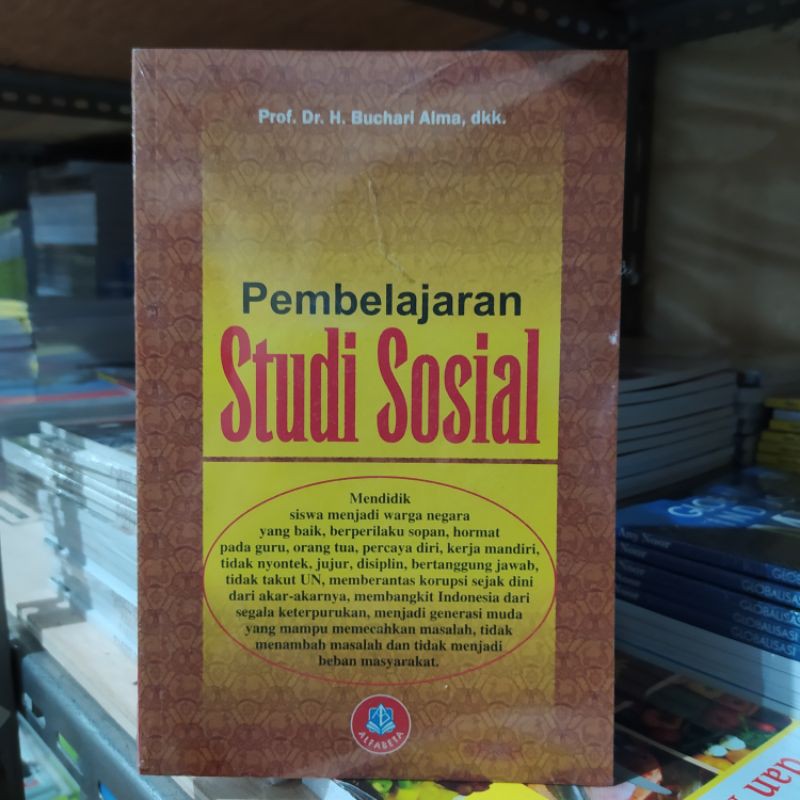 Prof. Dr. H. Buchari Alma, dkk.
Pembelajaran
Studi Sosial
Mendidik
siswa menjadi warga negara
yang baik, berperilaku sopan, hormat
pada guru, orang tua, percaya diri, kerja mandiri,
tidak nyontek, jujur, disiplin, bertanggung jawab,
tidak takut UN, memberantas korupsi sejak dini
dari akar-akarnya, membangkit Indonesia dari
segala keterpurukan, menjadi generasi muda
yang mampu memecahkan masalah, tidak
menambah masalah dan tidak menjadi
beban masyarakat.
ALFABETA
GLOBALISASI
GLOBALISASI
GLOBALISASI